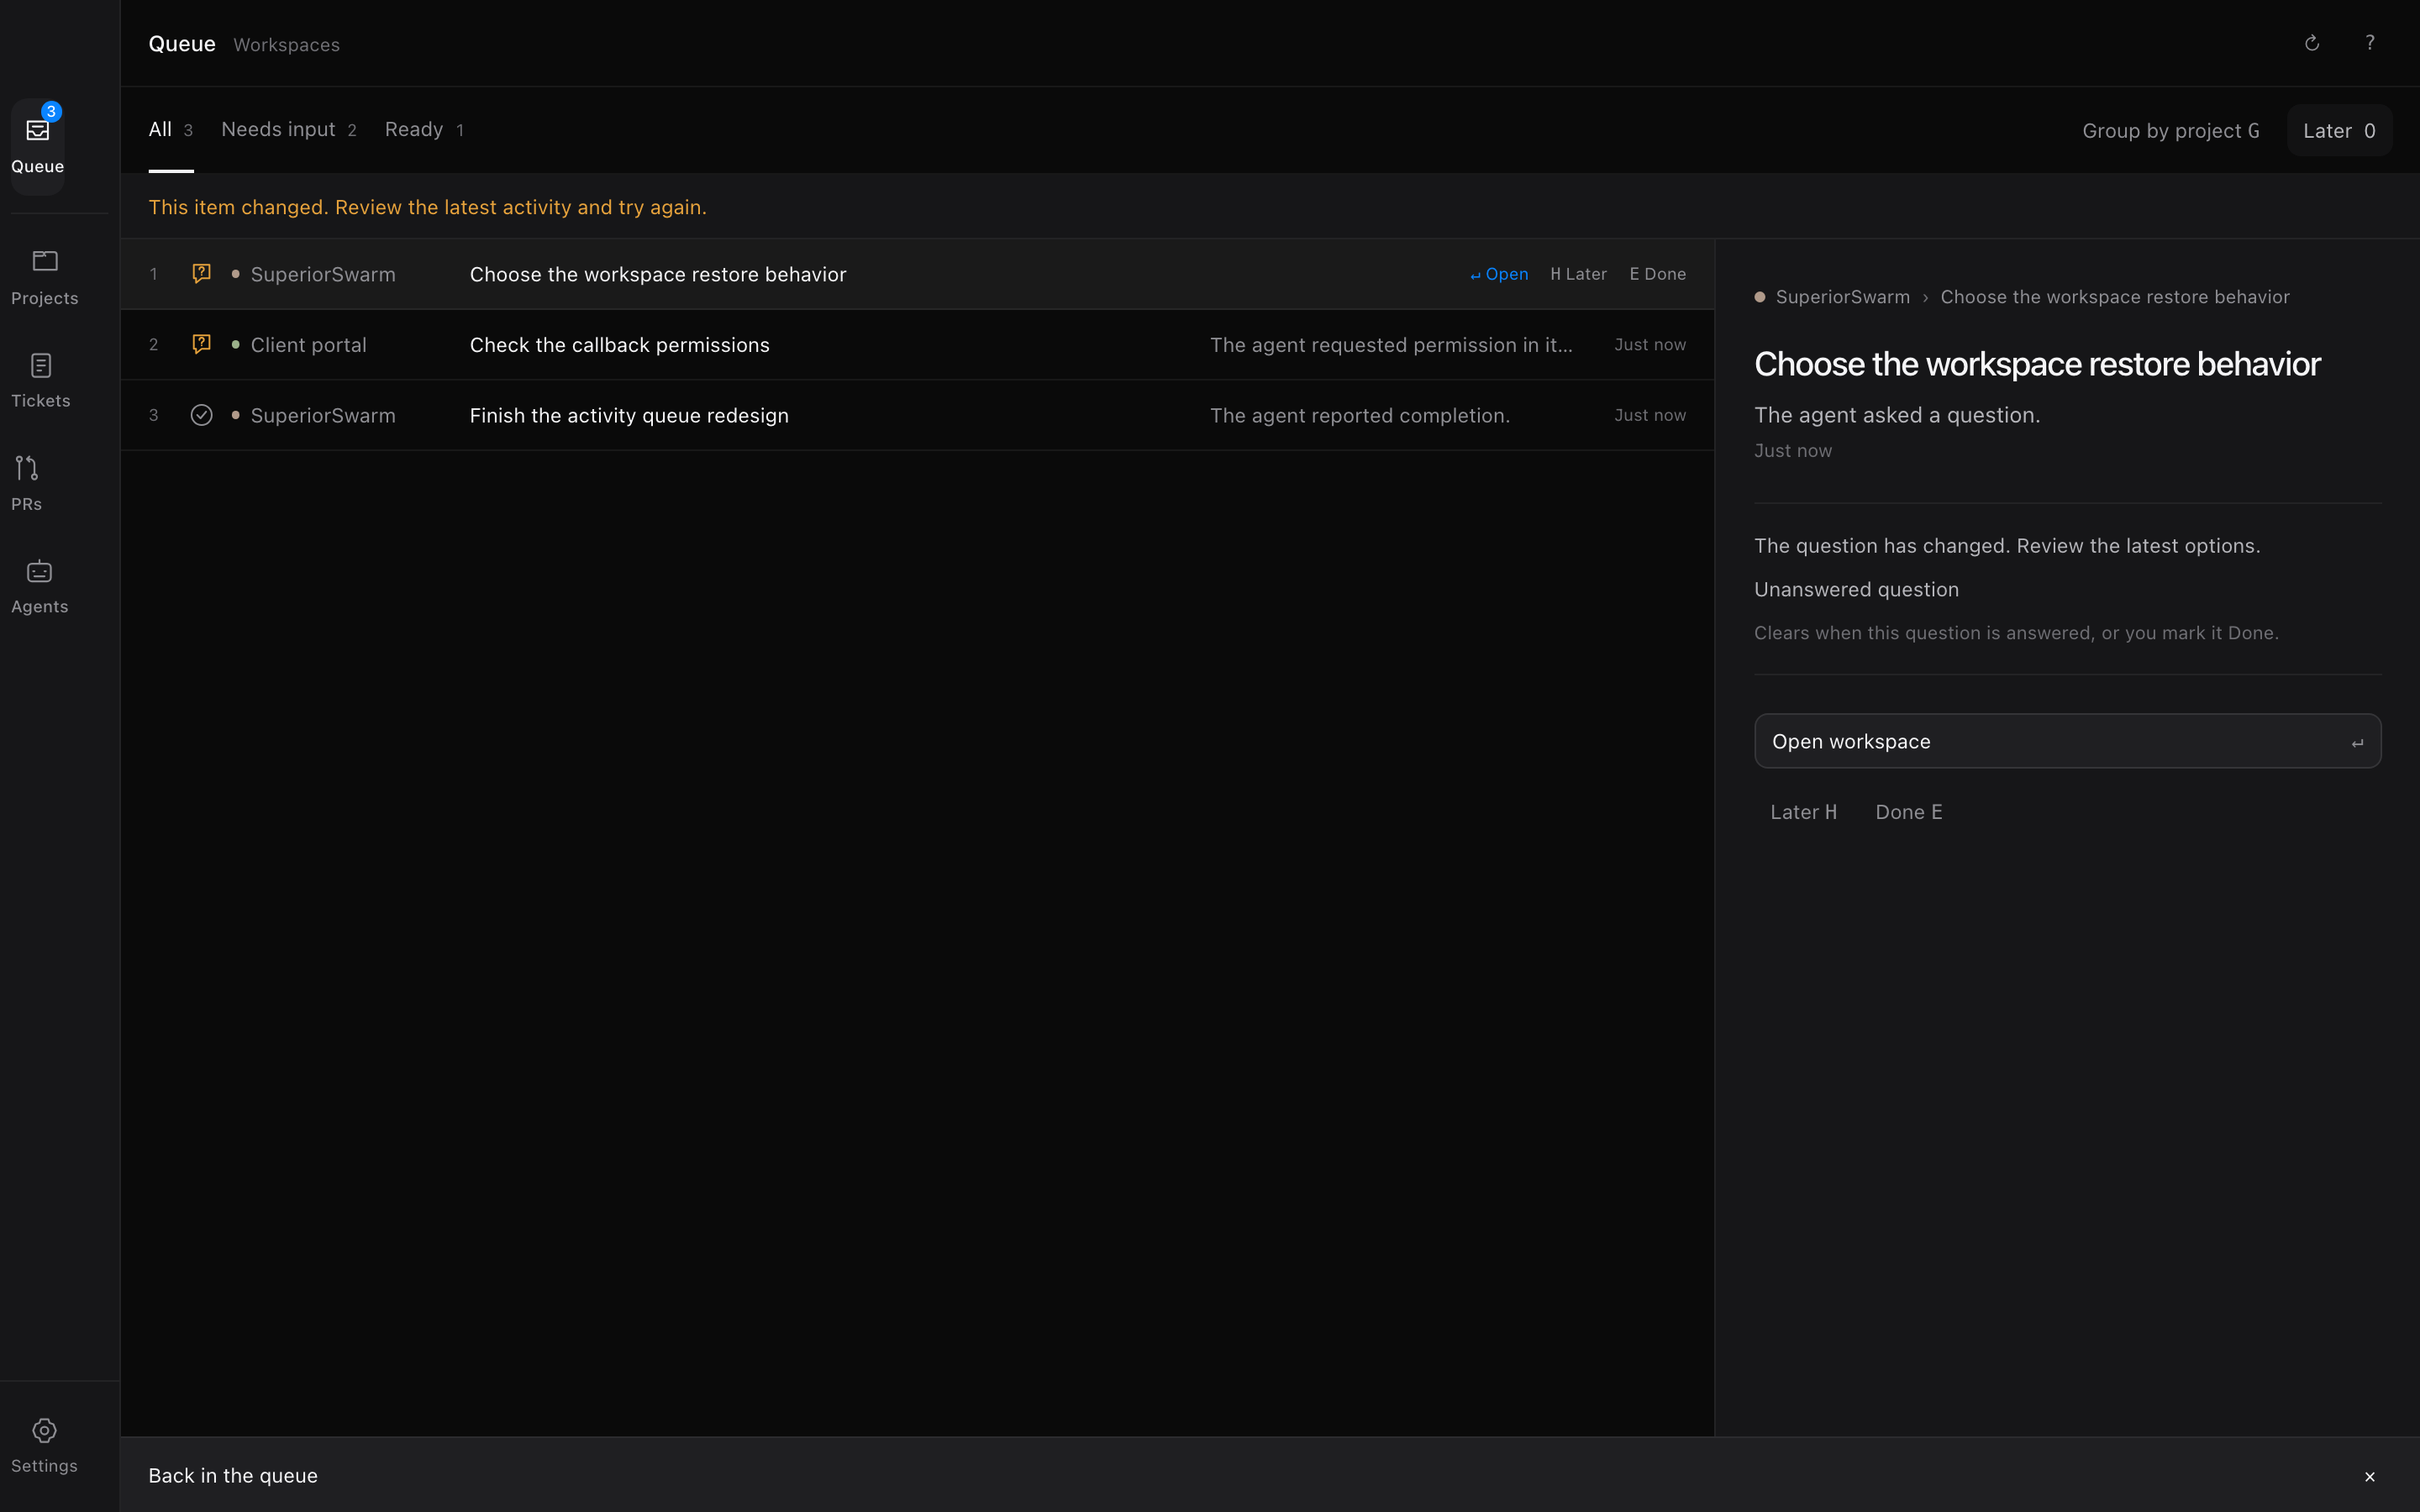 Queue Workspaces
↻ ?
3
Queue
Projects
Tickets
PRs
Agents
Settings
All 3 Needs input 2 Ready 1
Group by project G Later 0
This item changed. Review the latest activity and try again.
1 ? SuperiorSwarm Choose the workspace restore behavior ↵ Open H Later E Done
2 ? Client portal Check the callback permissions The agent requested permission in it... Just now
3 SuperiorSwarm Finish the activity queue redesign The agent reported completion. Just now
SuperiorSwarm › Choose the workspace restore behavior
Choose the workspace restore behavior
The agent asked a question.
Just now
The question has changed. Review the latest options.
Unanswered question
Clears when this question is answered, or you mark it Done.
Open workspace ↵
Later H Done E
Back in the queue ×